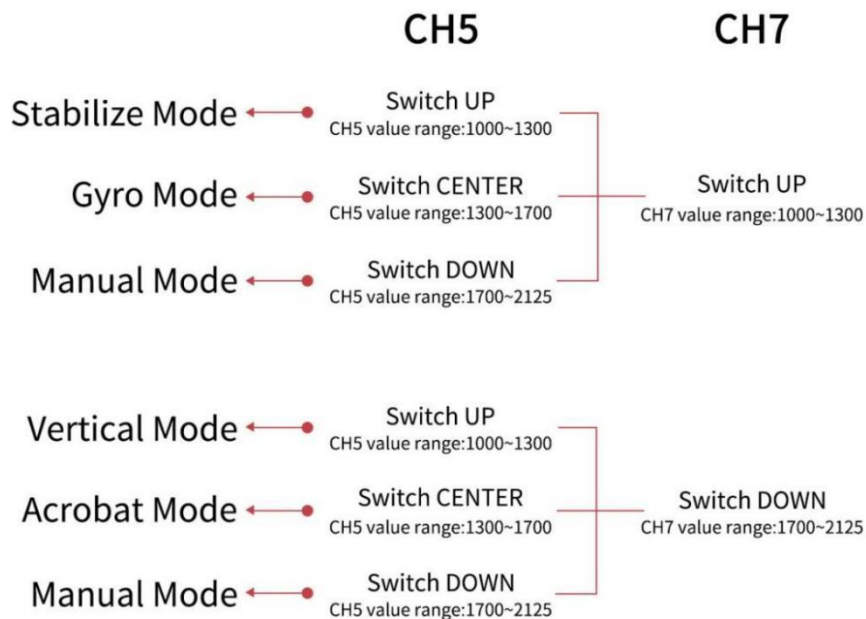 CH5 CH7
Stabilize Mode
Switch UP
CH5 value range:1000~1300
Gyro Mode
Switch CENTER
CH5 value range:1300~1700
Switch UP
CH7 value range:1000~1300
Manual Mode
Switch DOWN
CH5 value range:1700~2125
Vertical Mode
Switch UP
CH5 value range:1000~1300
Acrobat Mode
Switch CENTER
CH5 value range:1300~1700
Switch DOWN
CH7 value range:1700~2125
Manual Mode
Switch DOWN
CH5 value range:1700~2125